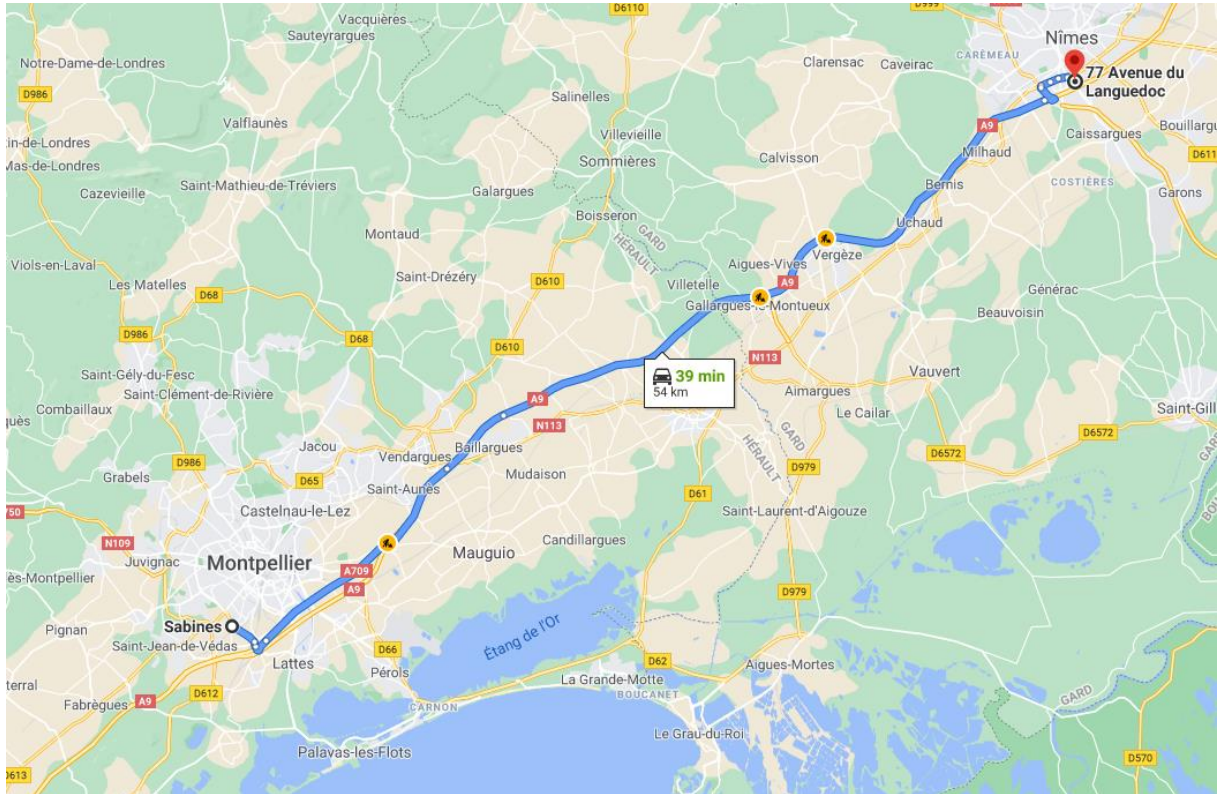 D6110
D999
Vacquières
Sauteyrargues
Nîmes
CARÉMEAU
Notre-Dame-de-Londres
Clarensac
Caveirac
77 Avenue du
Languedoc
D986
Salinelles
A9
Valflaunès
Villevieille
Caissargues
Bouillargu
in-de-Londres
Sommières
Calvisson
Milhaud
D611
Mas-de-Londres
Cazevieille
Saint-Mathieu-de-Tréviers
Galargues
Bernis
COSTIÈRES
Garons
Boisseron
Uchaud
Montaud
GARD
HÉRAULT
Vergèze
Viols-en-Laval
Saint-Drézéry
D610
Aigues-Vives
Les Matelles
D68
Villetelle
A9
Générac
Gallargues-le-Montueux
Beauvoisin
D986
D68
D610
N113
39 min
54 km
Saint-Gély-du-Fesc
Vauvert
Saint-Clément-de-Rivière
Aimargues
Combaillaux
A9
Le Cailar
Saint-Gill
N113
HÉRAULT
GARD
D6572
Jacou
Baillargues
Vendargues
D6572
D986
Grabels
D65
Mudaison
D979
Saint-Aunès
D61
Castelnau-le-Lez
Saint-Laurent-d'Aigouze
N109
Candillargues
Juvignac
Montpellier
Mauguio
A709
A9
D979
Sabines
Pignan
Saint-Jean-de-Védas
Étang de l'Or
D66
Lattes
D62
Aigues-Mortes
Pérols
La Grande-Motte
BOUCANET
D612
A9
Fabrègues
CARNON
GARD
Le Grau-du-Roi
Palavas-les-Flots
D570
D613